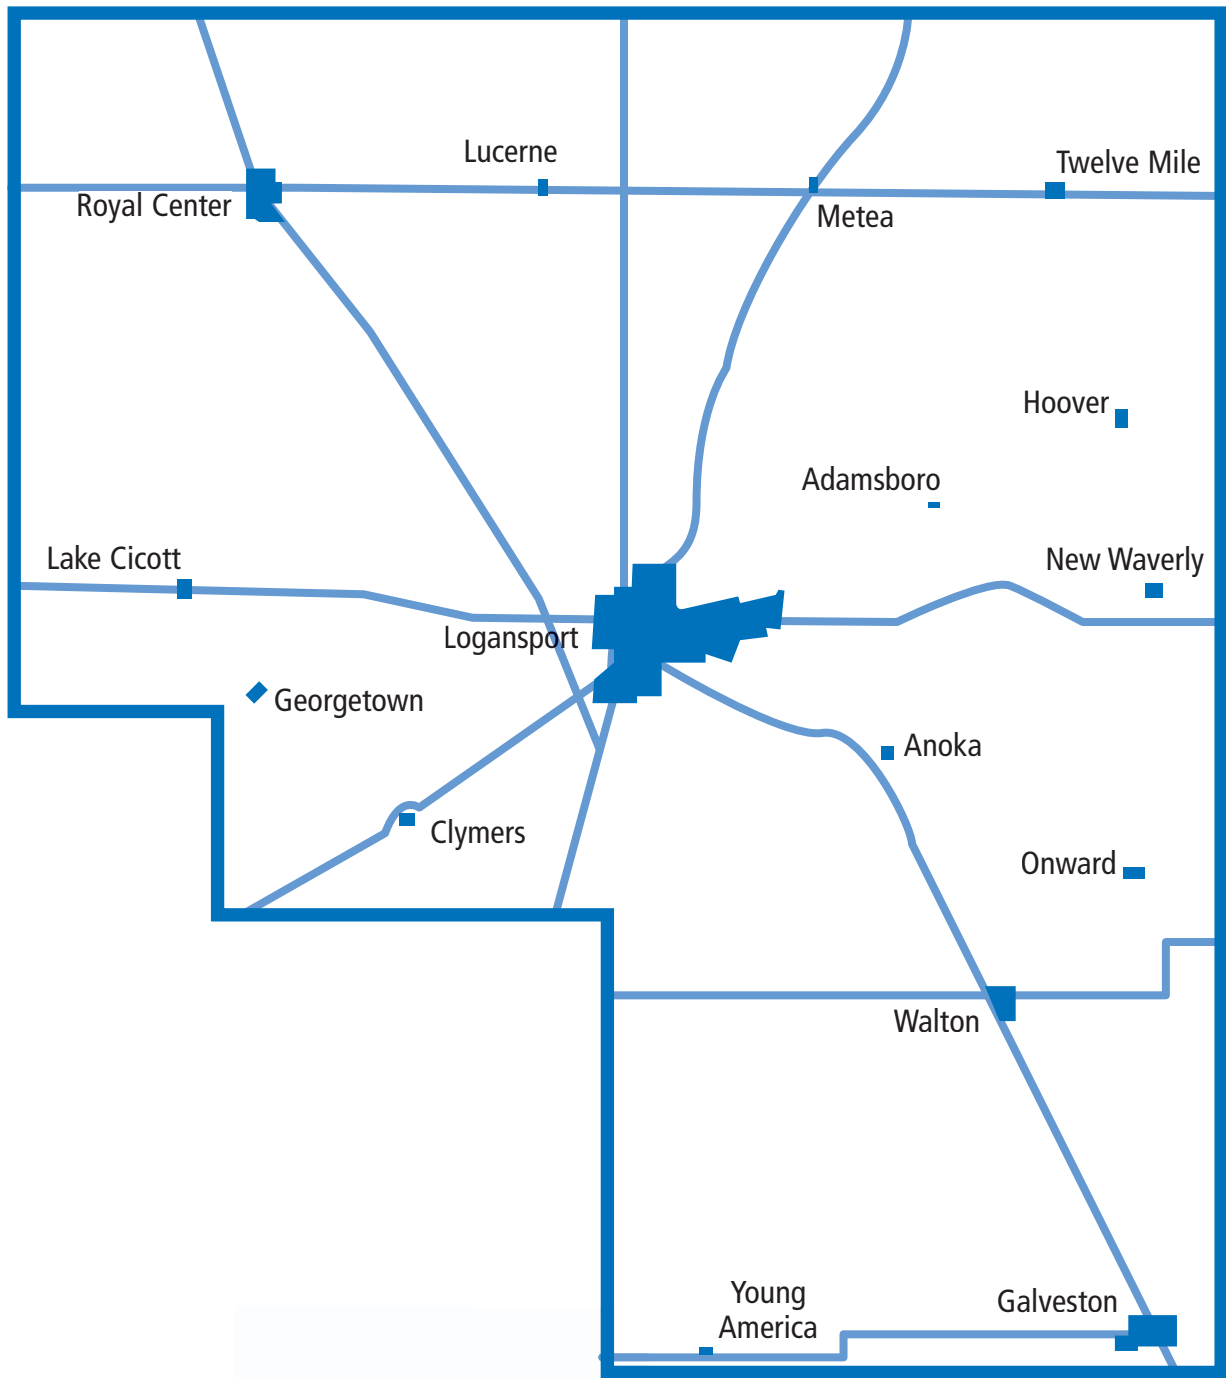 Lucerne
Twelve Mile
Royal Center
Metea
Hoover
Adamsboro
Lake Cicott
New Waverly
Logansport
Georgetown
Anoka
Clymers
Onward
Walton
Young
America
Galveston